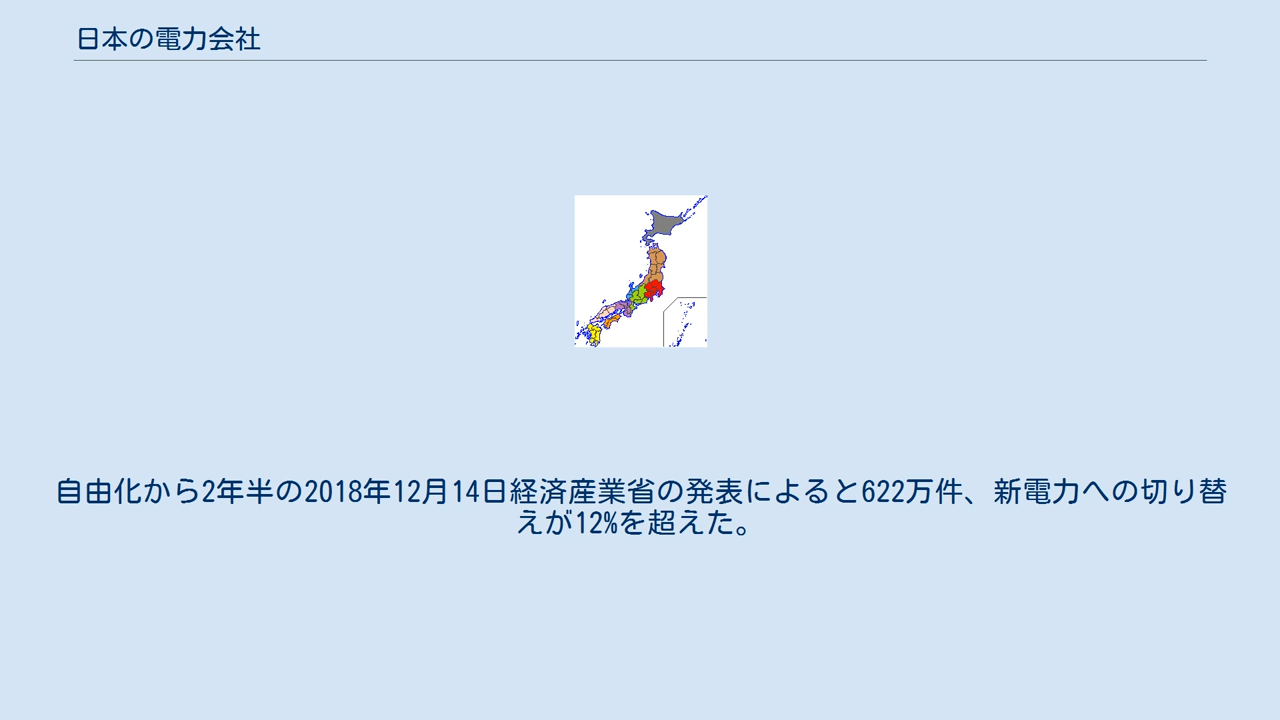 日本の電力会社
自由化から2年半の2018年12月14日経済産業省の発表によると622万件、新電力への切り替
えが12%を超えた。